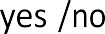 yes /no